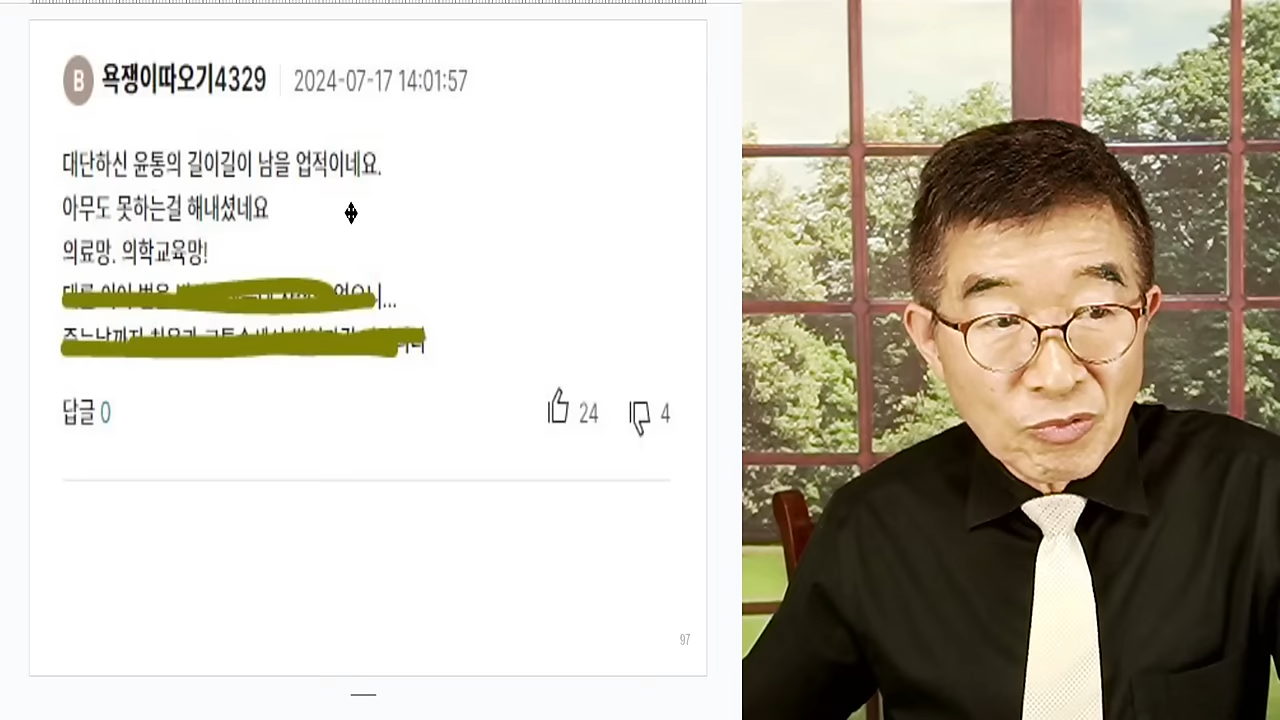 B 욕쟁이따오기4329 2024-07-17 14:01:57
대단하신 윤통의 길이길이 남을 업적이네요.
아무도 못하는걸 해내셨네요
의료망. 의학교육망!
답글 0 24 4
97